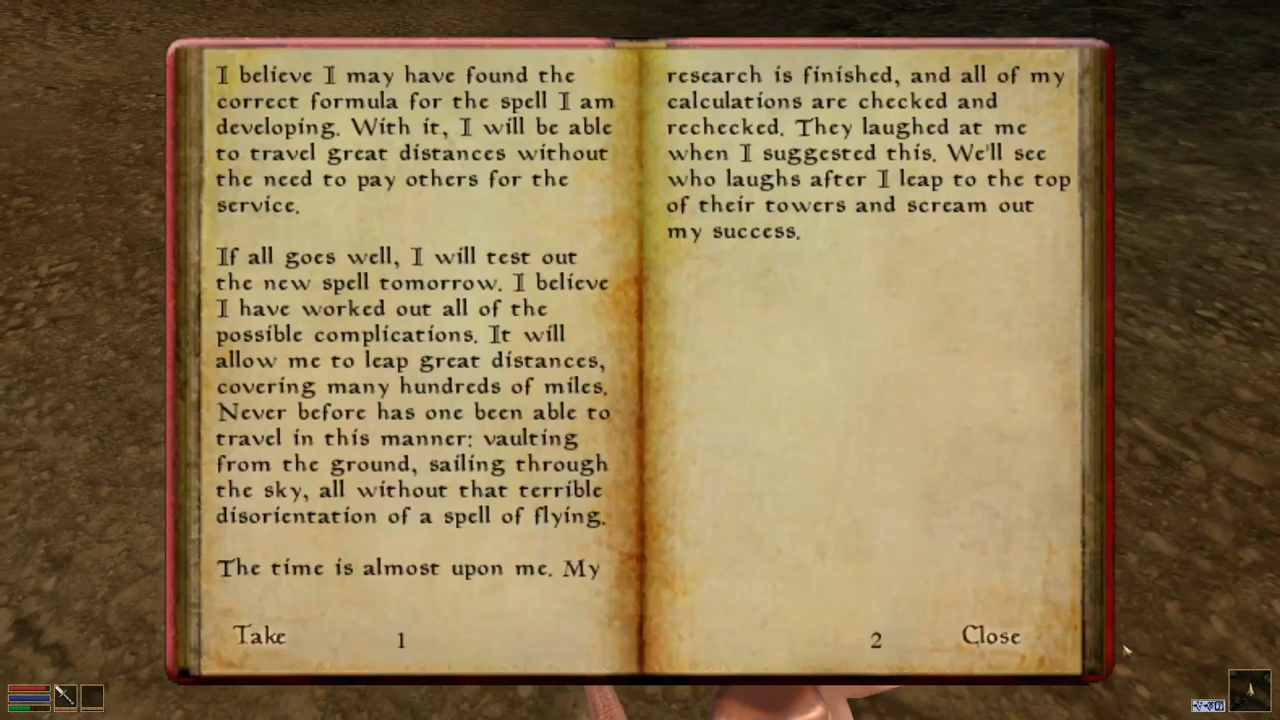 I believe I may have found the
correct formula for the spell I am
developing. With it, I will be able
to travel great distances without
the need to pay others for the
service.
If all goes well, I will test out
the new spell tomorrow. I believe
I have worked out all of the
possible complications. It will
allow me to leap great distances,
covering many hundreds of miles.
Never before has one been able to
travel in this manner: vaulting
from the ground, sailing through
the sky, all without that terrible
disorientation of a spell of flying.
The time is almost upon me. My
research is finished, and all of my
calculations are checked and
rechecked. They laughed at me
when I suggested this. We'll see
who laughs after I leap to the top
of their towers and scream out
my success.
Take
1
2
Close